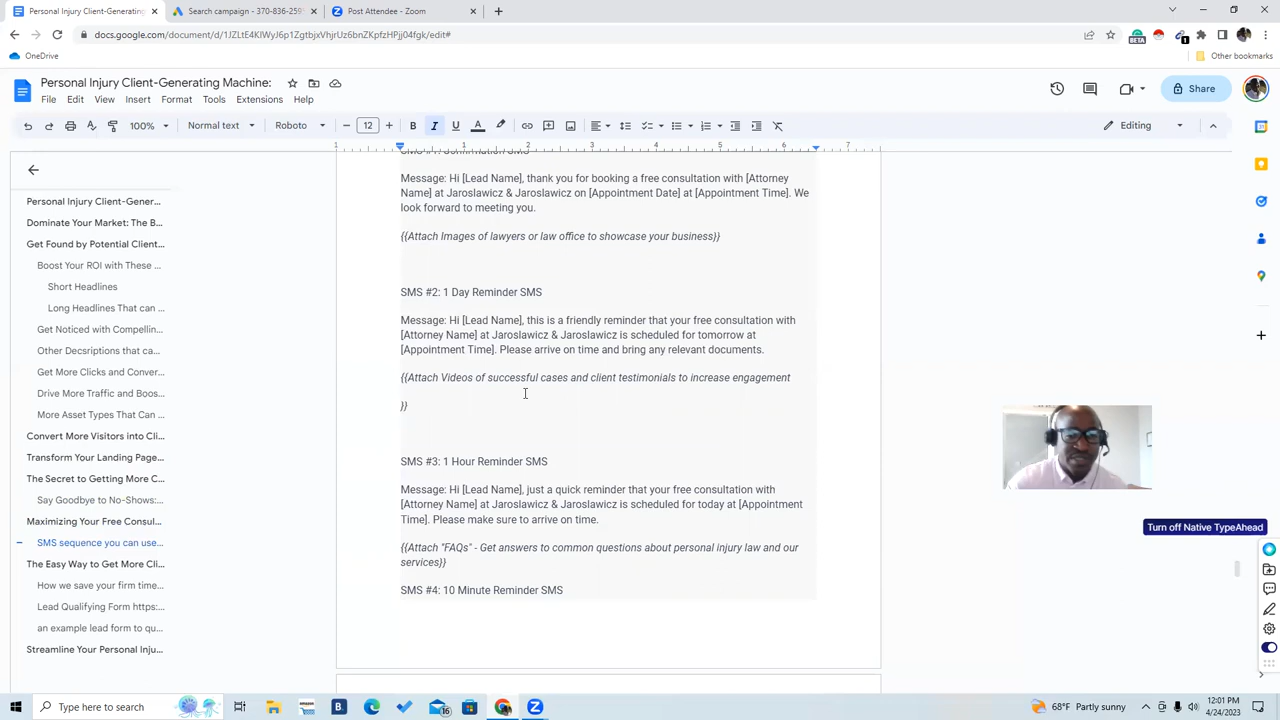 Personal Injury Client-Generating
Search campaign - 370-836-259
Post Attendee - Zoom
docs.google.com/document/d/1JZLtE4KIWyJ6p1ZgtbjxVhjrUz6bnZKpfzHPjj04fgk/edit#
BETA
1
OneDrive
Other bookmarks
Personal Injury Client-Generating Machine:
File Edit View Insert Format Tools Extensions Help
Share
100% Normal text Roboto 12 B I U A Editing
1 1 2 3 4 5 6 7
Personal Injury Client-Gener...
Dominate Your Market: The B...
Get Found by Potential Client...
Boost Your ROI with These ...
Short Headlines
Long Headlines That can ...
Get Noticed with Compellin...
Other Decsriptions that ca...
Get More Clicks and Conver...
Drive More Traffic and Boos...
More Asset Types That Can ...
Convert More Visitors into Cli...
Transform Your Landing Page...
The Secret to Getting More C...
Say Goodbye to No-Shows:...
Maximizing Your Free Consul...
SMS sequence you can use...
The Easy Way to Get More Cli...
How we save your firm time...
Lead Qualifying Form https:...
an example lead form to qu...
Streamline Your Personal Inju...
Message: Hi [Lead Name], thank you for booking a free consultation with [Attorney
Name] at Jaroslawicz & Jaroslawicz on [Appointment Date] at [Appointment Time]. We
look forward to meeting you.
{{Attach Images of lawyers or law office to showcase your business}}
SMS #2: 1 Day Reminder SMS
Message: Hi [Lead Name], this is a friendly reminder that your free consultation with
[Attorney Name] at Jaroslawicz & Jaroslawicz is scheduled for tomorrow at
[Appointment Time]. Please arrive on time and bring any relevant documents.
{{Attach Videos of successful cases and client testimonials to increase engagement
}}
SMS #3: 1 Hour Reminder SMS
Message: Hi [Lead Name], just a quick reminder that your free consultation with
[Attorney Name] at Jaroslawicz & Jaroslawicz is scheduled for today at [Appointment
Time]. Please make sure to arrive on time.
{{Attach "FAQs" - Get answers to common questions about personal injury law and our
services}}
SMS #4: 10 Minute Reminder SMS
Turn off Native TypeAhead
Type here to search
B.
16
68°F Partly sunny
12:01 PM
4/24/2023